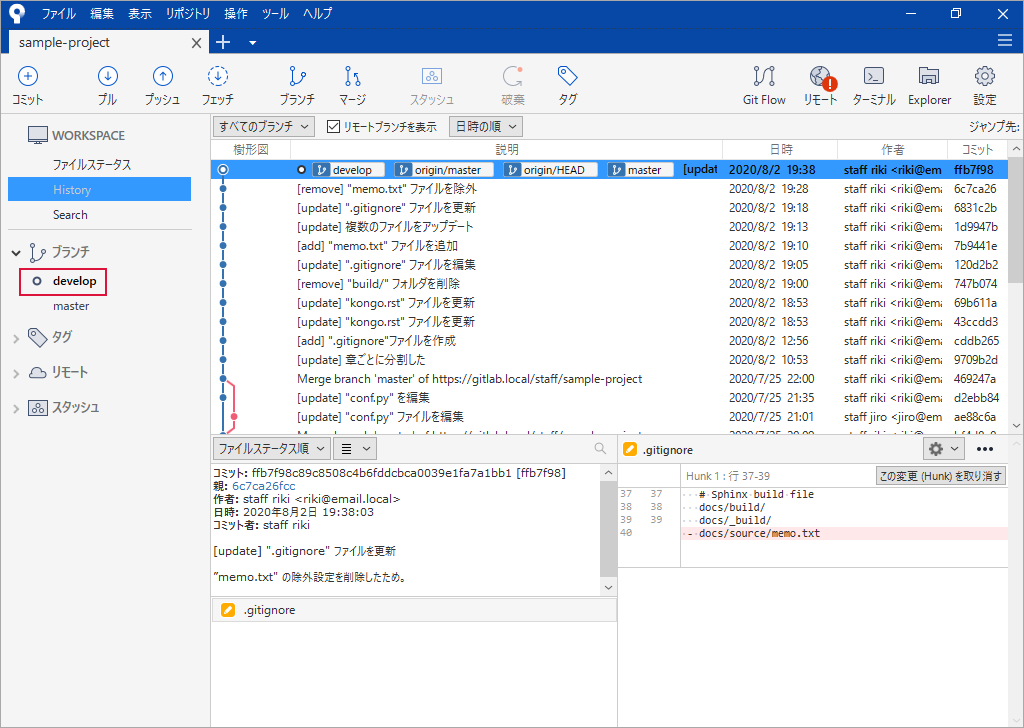 ファイル 編集 表示 リポジトリ 操作 ツール ヘルプ
sample-project
コミット プル プッシュ フェッチ ブランチ マージ スタッシュ 破棄 タグ Git Flow リモート ターミナル Explorer 設定
WORKSPACE
ファイルステータス
History
Search
ブランチ
develop
master
タグ
リモート
スタッシュ
すべてのブランチ リモートブランチを表示 日時の順 ジャンプ先:
樹形図 説明 日時 作者 コミット
develop origin/master origin/HEAD master [updat 2020/8/2 19:38 staff riki <riki@em ffb7f98
[remove] "memo.txt" ファイルを除外 2020/8/2 19:28 staff riki <riki@ema 6c7ca26
[update] ".gitignore" ファイルを更新 2020/8/2 19:18 staff riki <riki@ema 6831c2b
[update] 複数のファイルをアップデート 2020/8/2 19:13 staff riki <riki@ema 1d9947b
[add] "memo.txt" ファイルを追加 2020/8/2 19:10 staff riki <riki@ema 7b9441e
[update] ".gitignore" ファイルを編集 2020/8/2 19:05 staff riki <riki@ema 120d2b2
[remove] "build/" フォルダを削除 2020/8/2 19:00 staff riki <riki@ema 747b074
[update] "kongo.rst" ファイルを更新 2020/8/2 18:53 staff riki <riki@ema 69b611a
[update] "kongo.rst" ファイルを更新 2020/8/2 18:53 staff riki <riki@ema 43ccdd3
[add] ".gitignore"ファイルを作成 2020/8/2 12:56 staff riki <riki@ema cddb265
[update] 章ごとに分割した 2020/8/2 10:53 staff riki <riki@ema 9709b2d
Merge branch 'master' of https://gitlab.local/staff/sample-project 2020/7/25 22:00 staff riki <riki@ema 469247a
[update] "conf.py" を編集 2020/7/25 21:35 staff riki <riki@ema d2ebb84
[update] "conf.py" ファイルを編集 2020/7/25 21:01 staff jiro <jiro@em ae88c6a
ファイルステータス順
コミット: ffb7f98c89c8508c4b6fddcbca0039e1fa7a1bb1 [ffb7f98]
親: 6c7ca26fcc
作者: staff riki <riki@email.local>
日時: 2020年8月2日 19:38:03
コミット者: staff riki
[update] ".gitignore" ファイルを更新
"memo.txt" の除外設定を削除したため。
.gitignore
.gitignore
Hunk 1 : 行 37-39 この変更 (Hunk) を取り消す
37 37 # Sphinx build file
38 38 docs/build/
39 39 docs/_build/
40 - docs/source/memo.txt